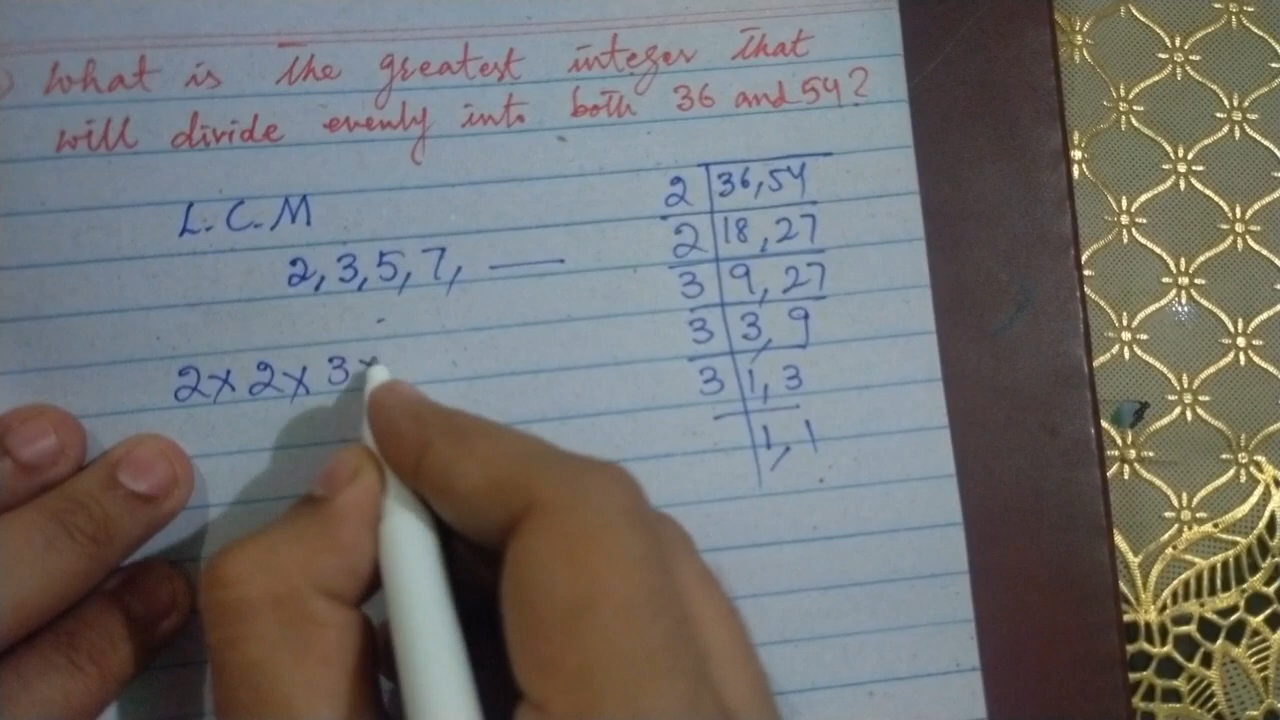 ) What is the greatest integer that
will divide evenly into both 36 and 54?
L.C.M
2, 3, 5, 7, —
2 x 2 x 3 x
2 | 36, 54
2 | 18, 27
3 | 9, 27
3 | 3, 9
3 | 1, 3
1, 1